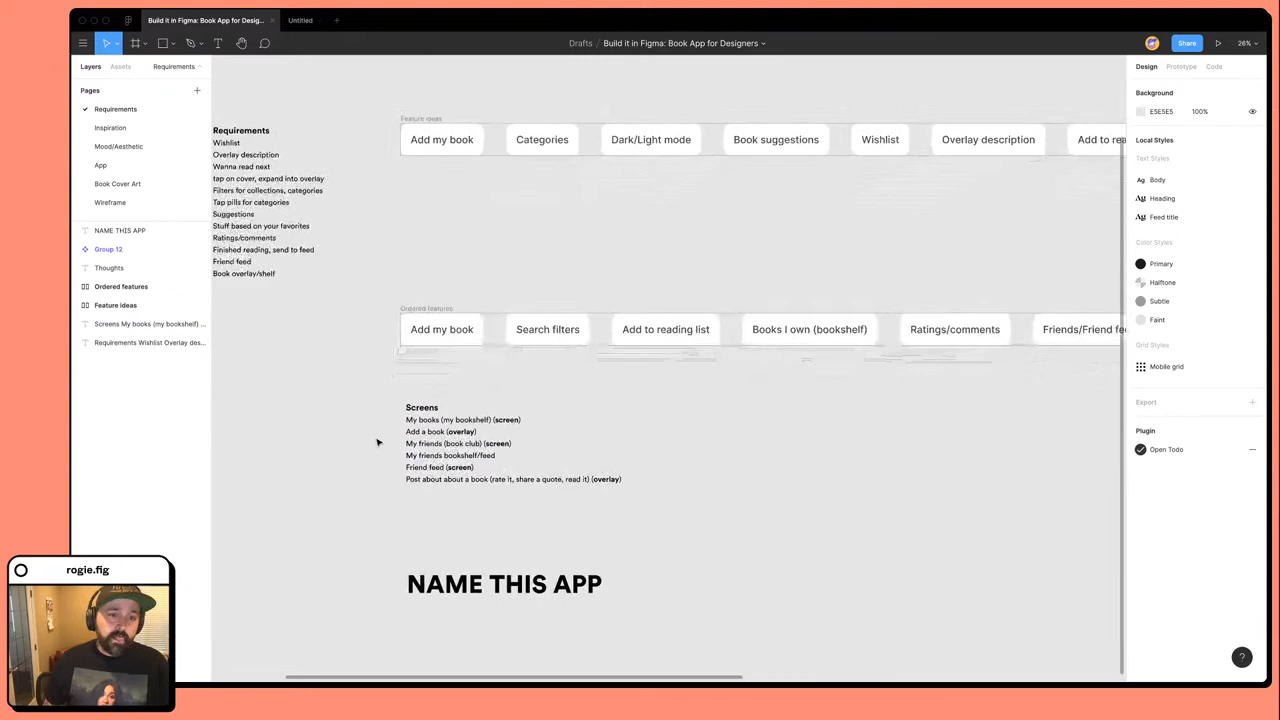 Build it in Figma: Book App for Desig...
Untitled
Drafts / Build it in Figma: Book App for Designers
Share
26%
Layers
Assets
Requirements
Pages
Requirements
Inspiration
Mood/Aesthetic
App
Book Cover Art
Wireframe
NAME THIS APP
Group 12
Thoughts
Ordered features
Feature ideas
Screens My books (my bookshelf) ...
Requirements Wishlist Overlay des...
Requirements
Wishlist
Overlay description
Wanna read next
tap on cover, expand into overlay
Filters for collections, categories
Tap pills for categories
Suggestions
Stuff based on your favorites
Ratings/comments
Finished reading, send to feed
Friend feed
Book overlay/shelf
Feature ideas
Add my book
Categories
Dark/Light mode
Book suggestions
Wishlist
Overlay description
Add to rea
Ordered features
Add my book
Search filters
Add to reading list
Books I own (bookshelf)
Ratings/comments
Friends/Friend fe
Screens
My books (my bookshelf) (screen)
Add a book (overlay)
My friends (book club) (screen)
My friends bookshelf/feed
Friend feed (screen)
Post about about a book (rate it, share a quote, read it) (overlay)
NAME THIS APP
Design
Prototype
Code
Background
E5E5E5
100%
Local Styles
Text Styles
Ag Body
Ag Heading
Ag Feed title
Color Styles
Primary
Halftone
Subtle
Faint
Grid Styles
Mobile grid
Export
Plugin
Open Todo
?
rogie.fig